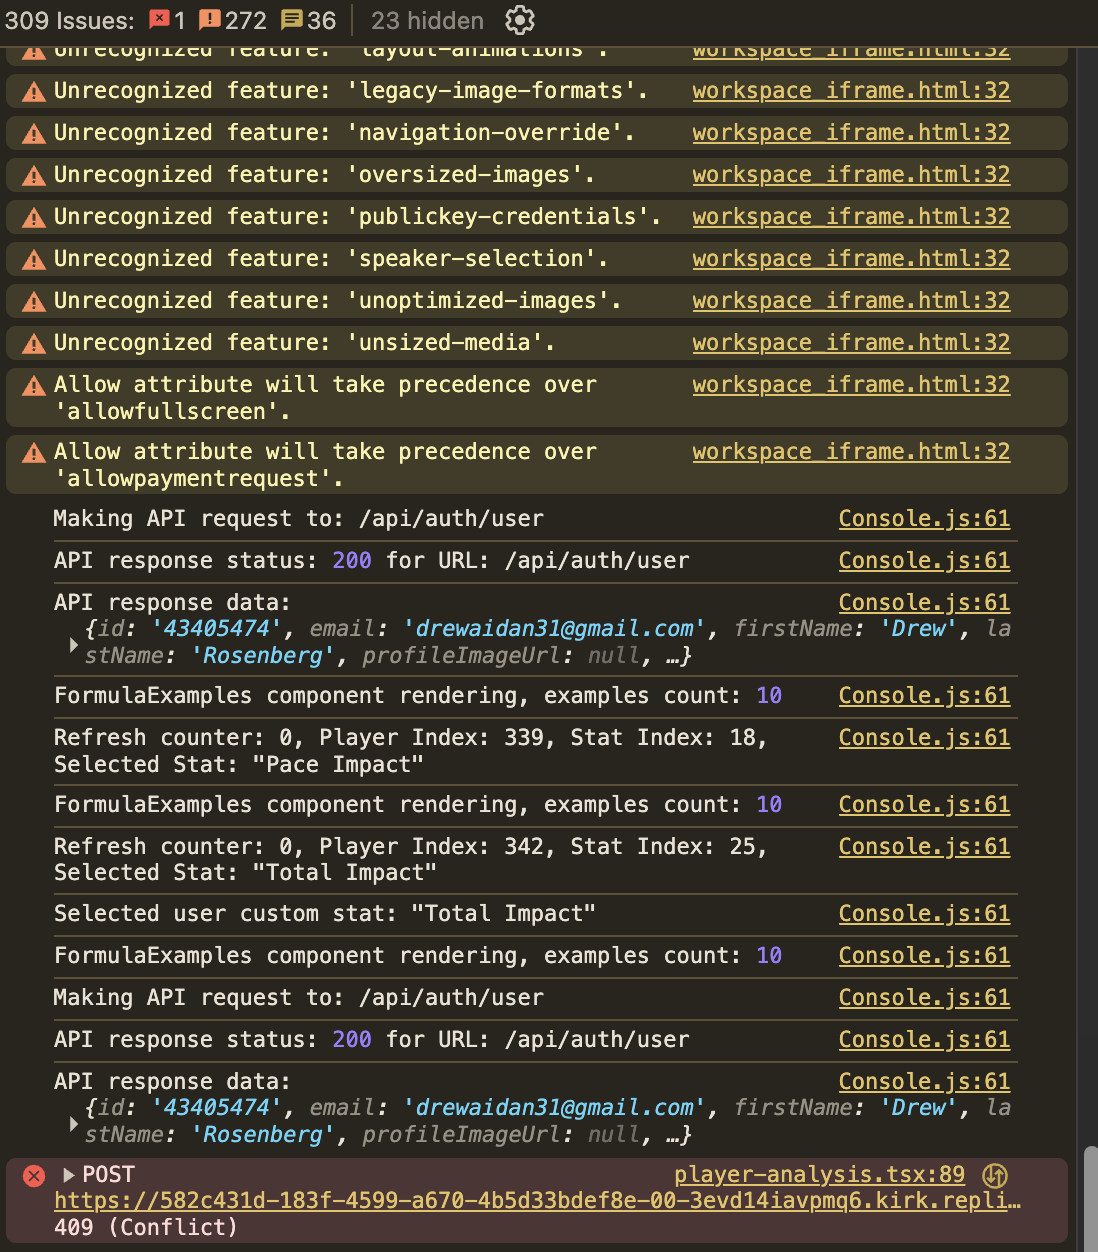 309 Issues: 1 272 36 23 hidden
Unrecognized feature: 'layout-animations'. workspace_iframe.html:32
Unrecognized feature: 'legacy-image-formats'. workspace_iframe.html:32
Unrecognized feature: 'navigation-override'. workspace_iframe.html:32
Unrecognized feature: 'oversized-images'. workspace_iframe.html:32
Unrecognized feature: 'publickey-credentials'. workspace_iframe.html:32
Unrecognized feature: 'speaker-selection'. workspace_iframe.html:32
Unrecognized feature: 'unoptimized-images'. workspace_iframe.html:32
Unrecognized feature: 'unsized-media'. workspace_iframe.html:32
Allow attribute will take precedence over workspace_iframe.html:32
'allowfullscreen'.
Allow attribute will take precedence over workspace_iframe.html:32
'allowpaymentrequest'.
Making API request to: /api/auth/user Console.js:61
API response status: 200 for URL: /api/auth/user Console.js:61
API response data: Console.js:61
{id: '43405474', email: 'drewaidan31@gmail.com', firstName: 'Drew', la
stName: 'Rosenberg', profileImageUrl: null, …}
FormulaExamples component rendering, examples count: 10 Console.js:61
Refresh counter: 0, Player Index: 339, Stat Index: 18, Console.js:61
Selected Stat: "Pace Impact"
FormulaExamples component rendering, examples count: 10 Console.js:61
Refresh counter: 0, Player Index: 342, Stat Index: 25, Console.js:61
Selected Stat: "Total Impact"
Selected user custom stat: "Total Impact" Console.js:61
FormulaExamples component rendering, examples count: 10 Console.js:61
Making API request to: /api/auth/user Console.js:61
API response status: 200 for URL: /api/auth/user Console.js:61
API response data: Console.js:61
{id: '43405474', email: 'drewaidan31@gmail.com', firstName: 'Drew', la
stName: 'Rosenberg', profileImageUrl: null, …}
POST player-analysis.tsx:89
https://582c431d-183f-4599-a670-4b5d33bdef8e-00-3evd14iavpmq6.kirk.repli…
409 (Conflict)